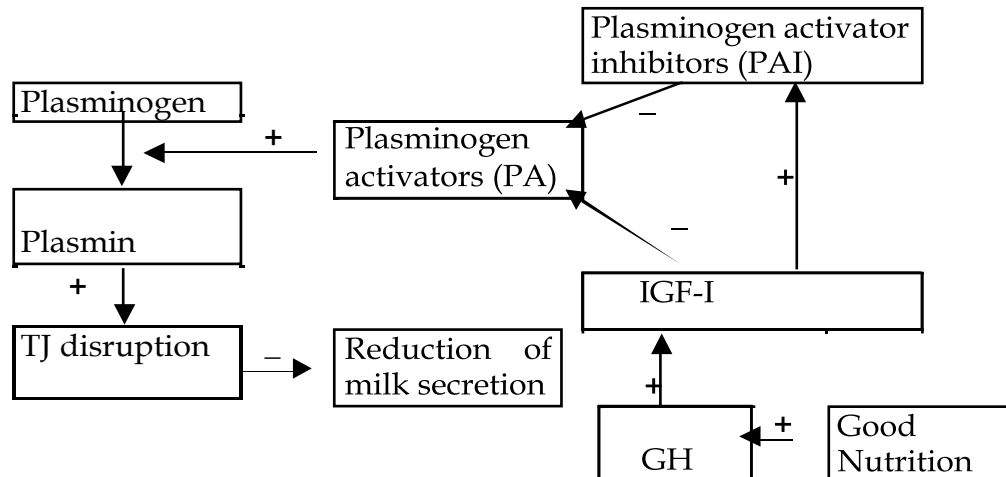 Plasminogen activator
inhibitors (PAI)
Plasminogen
+
−
Plasminogen
activators (PA)
+
−
Plasmin
+
IGF-I
TJ disruption
−
Reduction of
milk secretion
+
+
Good
GH
Nutrition